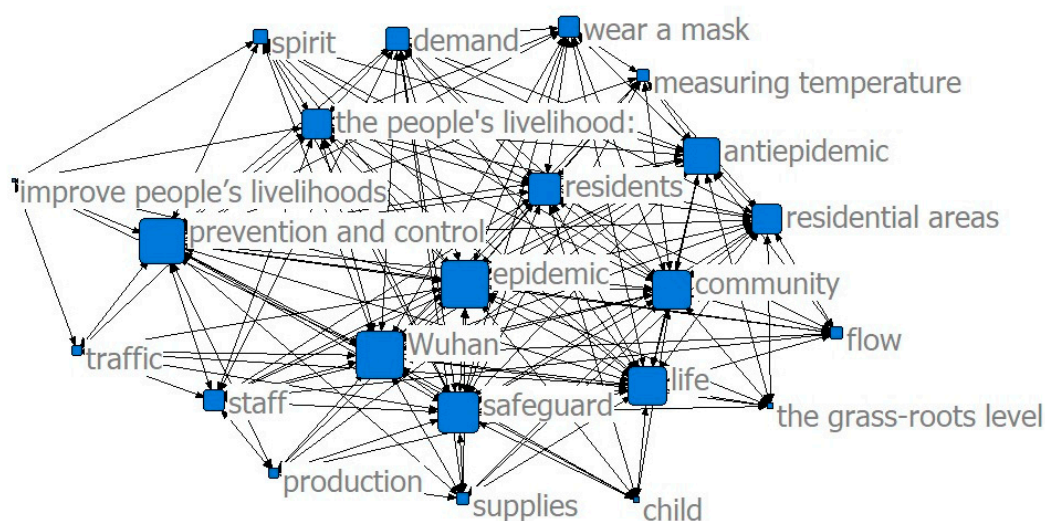 spirit
demand
wear a mask
measuring temperature
the people's livelihood:
antiepidemic
improve people’s livelihoods
residents
residential areas
prevention and control
epidemic
community
Wuhan
flow
traffic
life
staff
safeguard
the grass-roots level
production
supplies
child